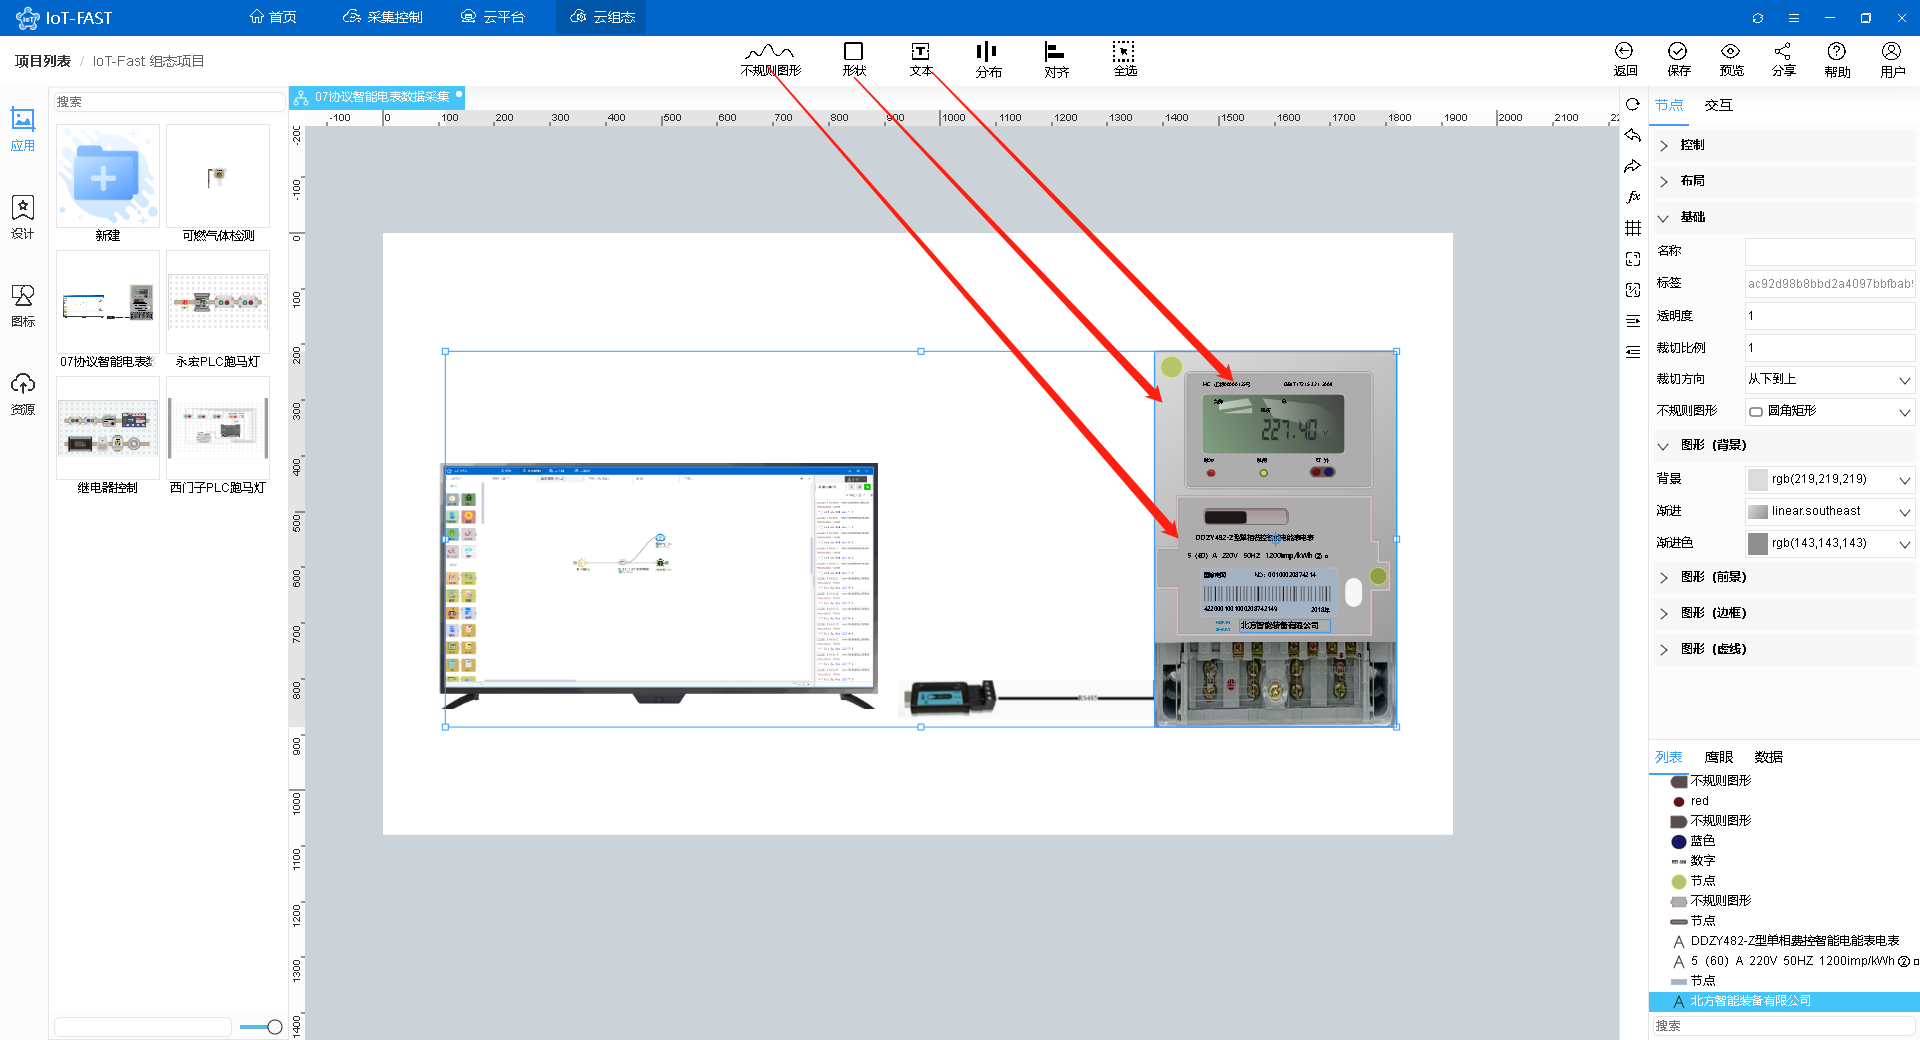 IoT-FAST
首页
采集控制
云平台
云组态
项目列表 / IoT-Fast 组态项目
不规则图形
形状
文本
分布
对齐
全选
返回
保存
预览
分享
帮助
用户
应用
设计
图标
资源
搜索
新建
可燃气体检测
07协议智能电表数
永宏PLC跑马灯
继电器控制
西门子PLC跑马灯
07协议智能电表数据采集
-100 0 100 200 300 400 500 600 700 800 900 1000 1100 1200 1300 1400 1500 1600 1700 1800 1900 2000 2100
-200
-100
0
100
200
300
400
500
600
700
800
900
1000
1100
1200
1300
1400
227.40
DDZY482-Z型单相费控智能电能表电表
5（60）A 220V 50HZ 1200imp/kWh ②
NO：00100020874214
4220001001000208742149 2018年
北方智能装备有限公司
RS485
fx
节点
交互
控制
布局
基础
名称
标签 ac92d98b8bbd2a4097bbfbab
透明度 1
裁切比例 1
裁切方向 从下到上
不规则图形 圆角矩形
图形（背景）
背景 rgb(219,219,219)
渐进 linear.southeast
渐进色 rgb(143,143,143)
图形（前景）
图形（边框）
图形（虚线）
列表 鹰眼 数据
不规则图形
red
不规则图形
蓝色
数字
节点
不规则图形
节点
A DDZY482-Z型单相费控智能电能表电表
A 5（60）A 220V 50HZ 1200imp/kWh ②
节点
A 北方智能装备有限公司
搜索